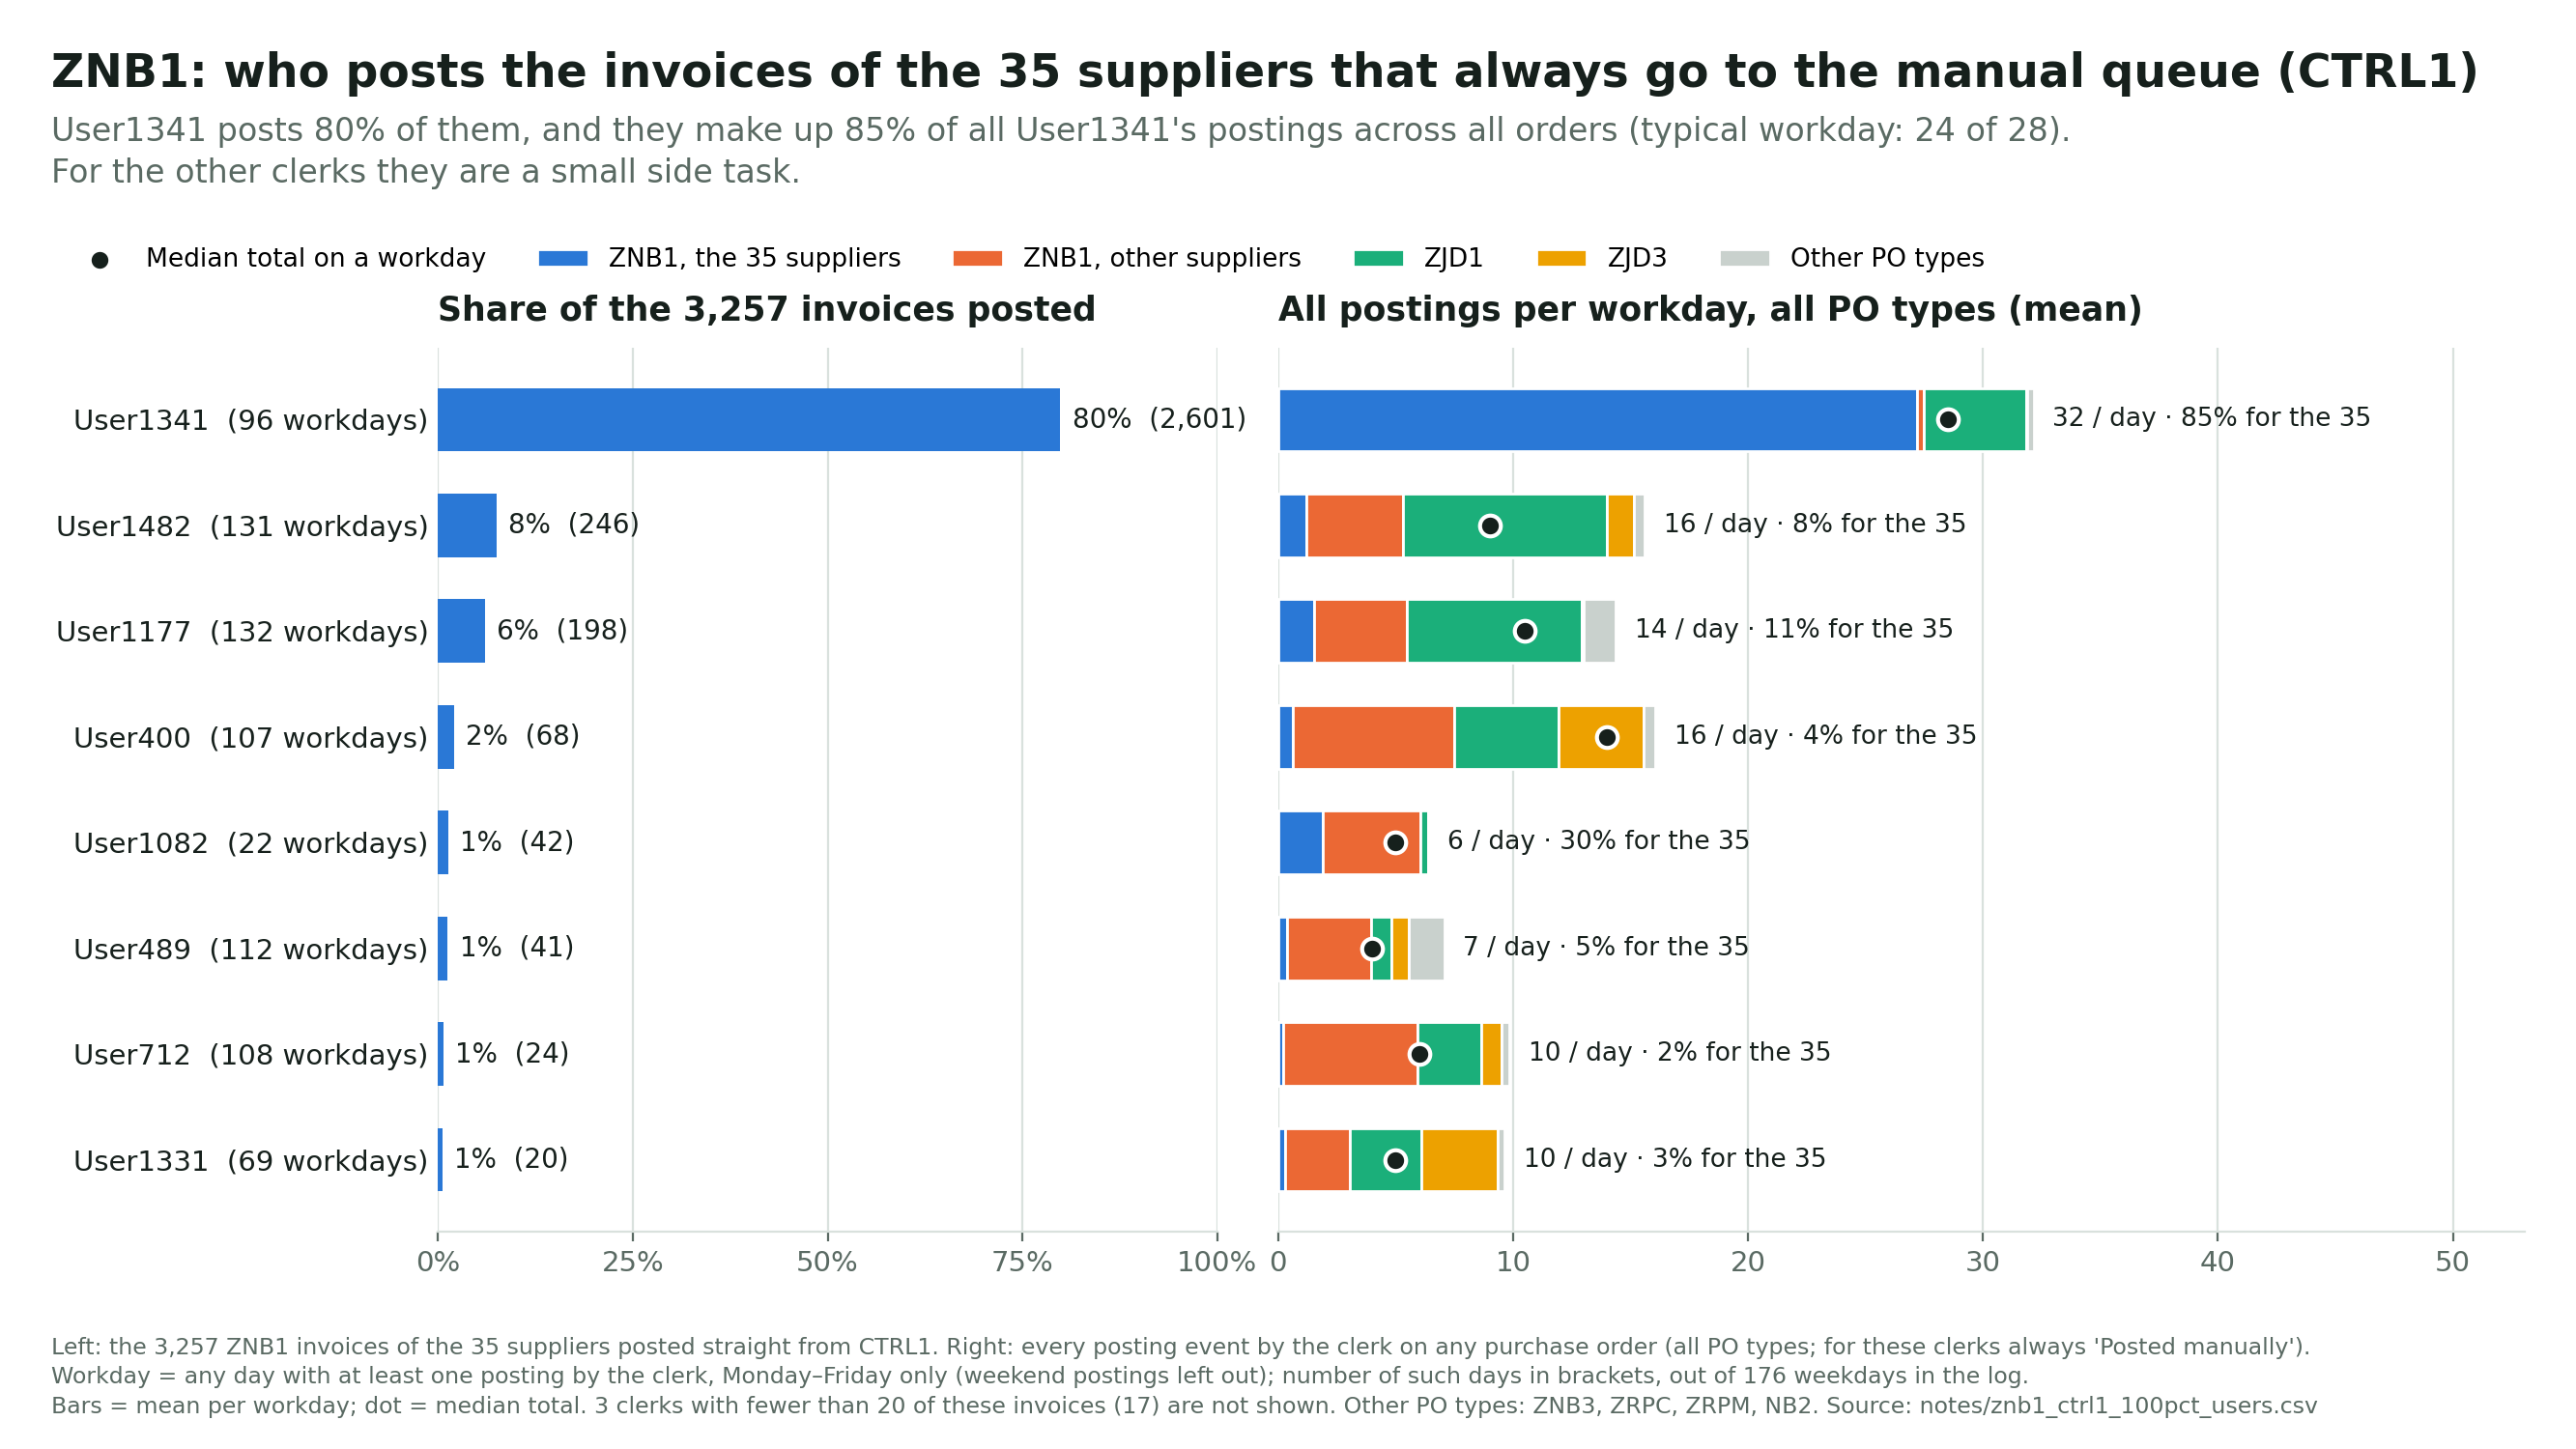 ZNB1: who posts the invoices of the 35 suppliers that always go to the manual queue (CTRL1)
User1341 posts 80% of them, and they make up 85% of all User1341's postings across all orders (typical workday: 24 of 28).
For the other clerks they are a small side task.
Median total on a workday
ZNB1, the 35 suppliers
ZNB1, other suppliers
ZJD1
ZJD3
Other PO types
Share of the 3,257 invoices posted
All postings per workday, all PO types (mean)
User1341 (96 workdays)
80% (2,601)
32 / day · 85% for the 35
User1482 (131 workdays)
8% (246)
16 / day · 8% for the 35
User1177 (132 workdays)
6% (198)
14 / day · 11% for the 35
User400 (107 workdays)
2% (68)
16 / day · 4% for the 35
User1082 (22 workdays)
1% (42)
6 / day · 30% for the 35
User489 (112 workdays)
1% (41)
7 / day · 5% for the 35
User712 (108 workdays)
1% (24)
10 / day · 2% for the 35
User1331 (69 workdays)
1% (20)
10 / day · 3% for the 35
0% 25% 50% 75% 100%
0 10 20 30 40 50
Left: the 3,257 ZNB1 invoices of the 35 suppliers posted straight from CTRL1. Right: every posting event by the clerk on any purchase order (all PO types; for these clerks always 'Posted manually').
Workday = any day with at least one posting by the clerk, Monday–Friday only (weekend postings left out); number of such days in brackets, out of 176 weekdays in the log.
Bars = mean per workday; dot = median total. 3 clerks with fewer than 20 of these invoices (17) are not shown. Other PO types: ZNB3, ZRPC, ZRPM, NB2. Source: notes/znb1_ctrl1_100pct_users.csv